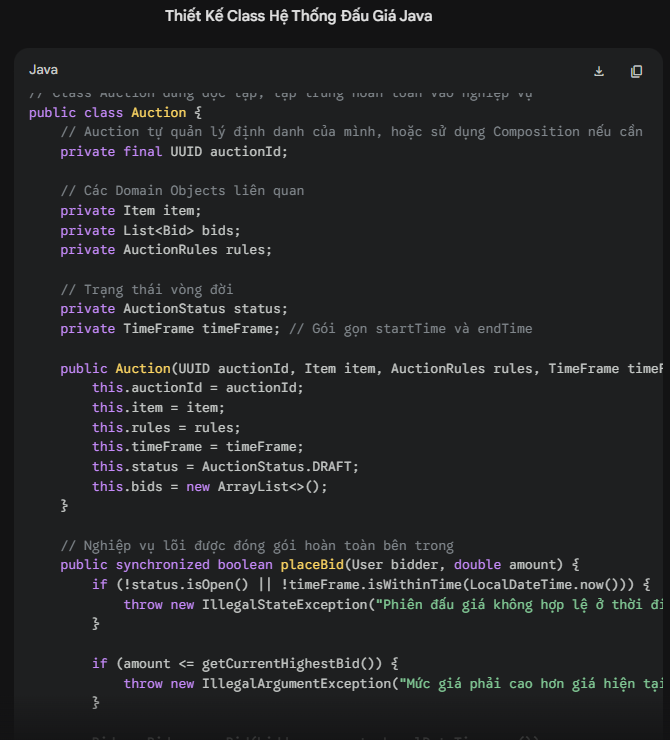 Thiết Kế Class Hệ Thống Đấu Giá Java
Java
// Class Auction đứng độc lập, tập trung hoàn toàn vào nghiệp vụ
public class Auction {
// Auction tự quản lý định danh của mình, hoặc sử dụng Composition nếu cần
private final UUID auctionId;
// Các Domain Objects liên quan
private Item item;
private List<Bid> bids;
private AuctionRules rules;
// Trạng thái vòng đời
private AuctionStatus status;
private TimeFrame timeFrame; // Gói gọn startTime và endTime
public Auction(UUID auctionId, Item item, AuctionRules rules, TimeFrame timeF
this.auctionId = auctionId;
this.item = item;
this.rules = rules;
this.timeFrame = timeFrame;
this.status = AuctionStatus.DRAFT;
this.bids = new ArrayList<>();
}
// Nghiệp vụ lõi được đóng gói hoàn toàn bên trong
public synchronized boolean placeBid(User bidder, double amount) {
if (!status.isOpen() || !timeFrame.isWithinTime(LocalDateTime.now())) {
throw new IllegalStateException("Phiên đấu giá không hợp lệ ở thời đi
}
if (amount <= getCurrentHighestBid()) {
throw new IllegalArgumentException("Mức giá phải cao hơn giá hiện tại
}